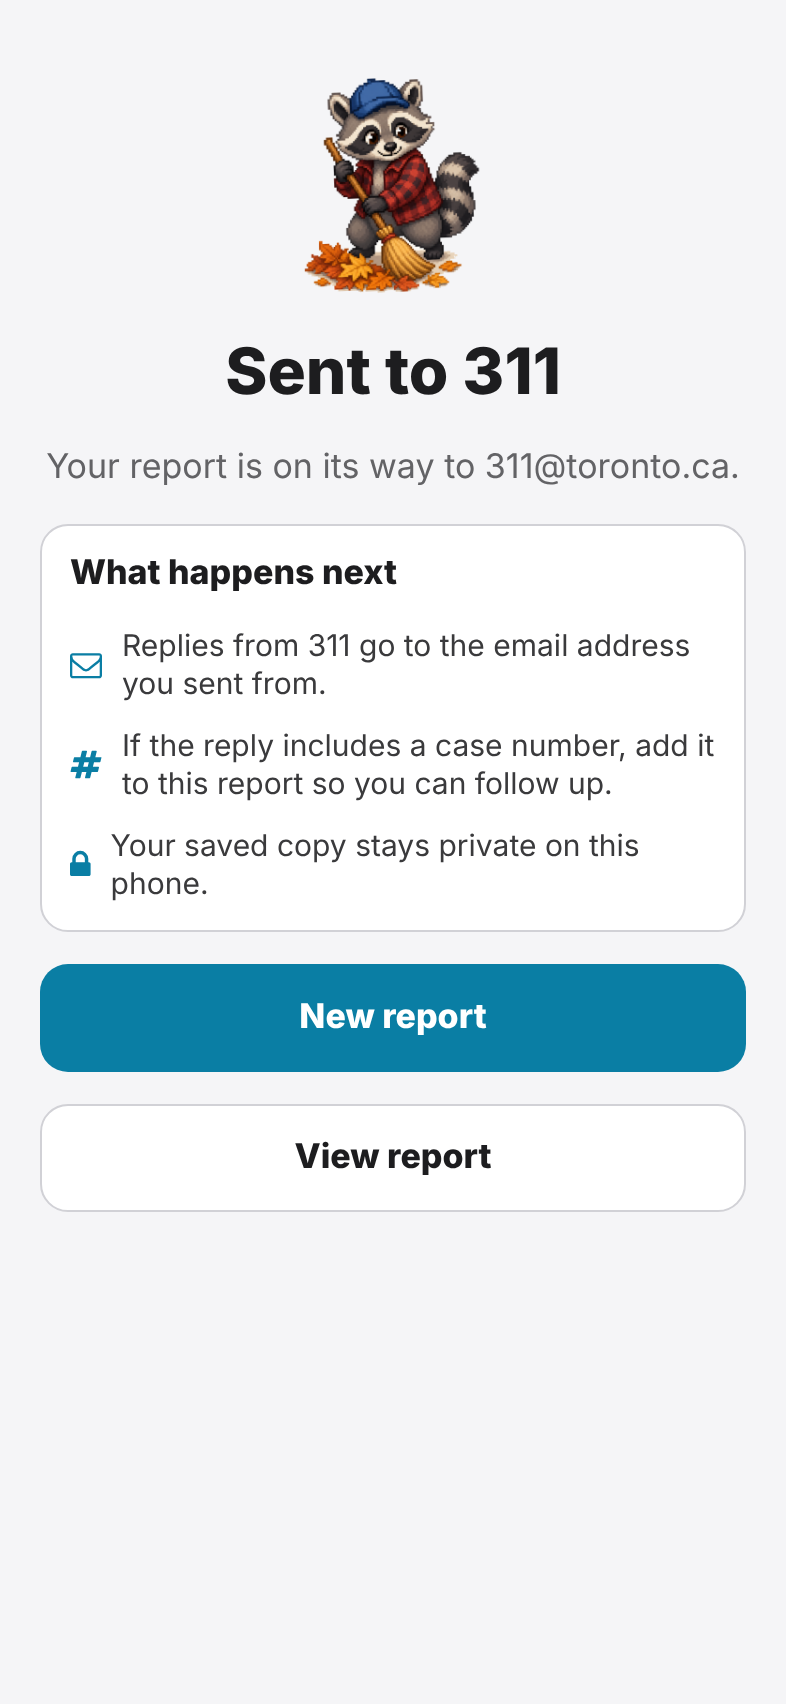 Sent to 311
Your report is on its way to 311@toronto.ca.
What happens next
Replies from 311 go to the email address
you sent from.
# If the reply includes a case number, add it
to this report so you can follow up.
Your saved copy stays private on this
phone.
New report
View report